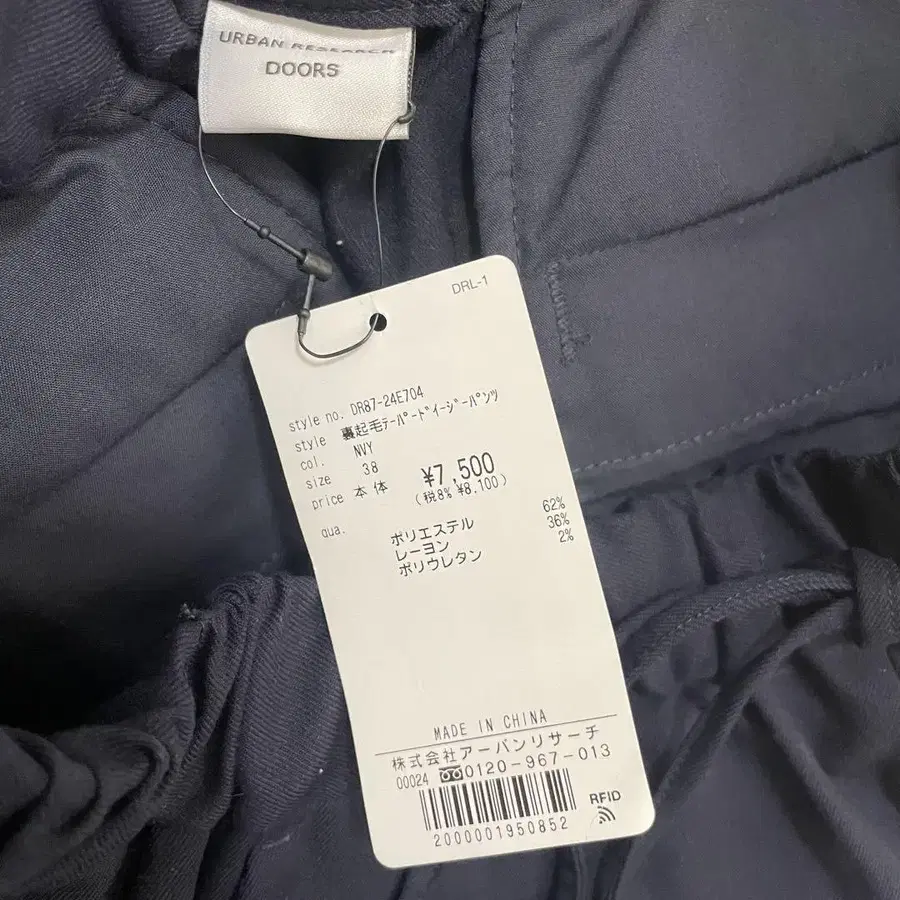 URBAN RESEARCH
DOORS
DRL-1
style no. DR87-24E704
style 裏起毛ﾃｰﾊﾟｰﾄﾞｲｰｼﾞｰﾊﾟﾝﾂ
col. NVY
size 38
price 本体 ¥7,500
(税8% ¥8,100)
qua.
ポリエステル 62%
レーヨン 36%
ポリウレタン 2%
MADE IN CHINA
株式会社アーバンリサーチ
00024 0120-967-013
2000001950852
RFID